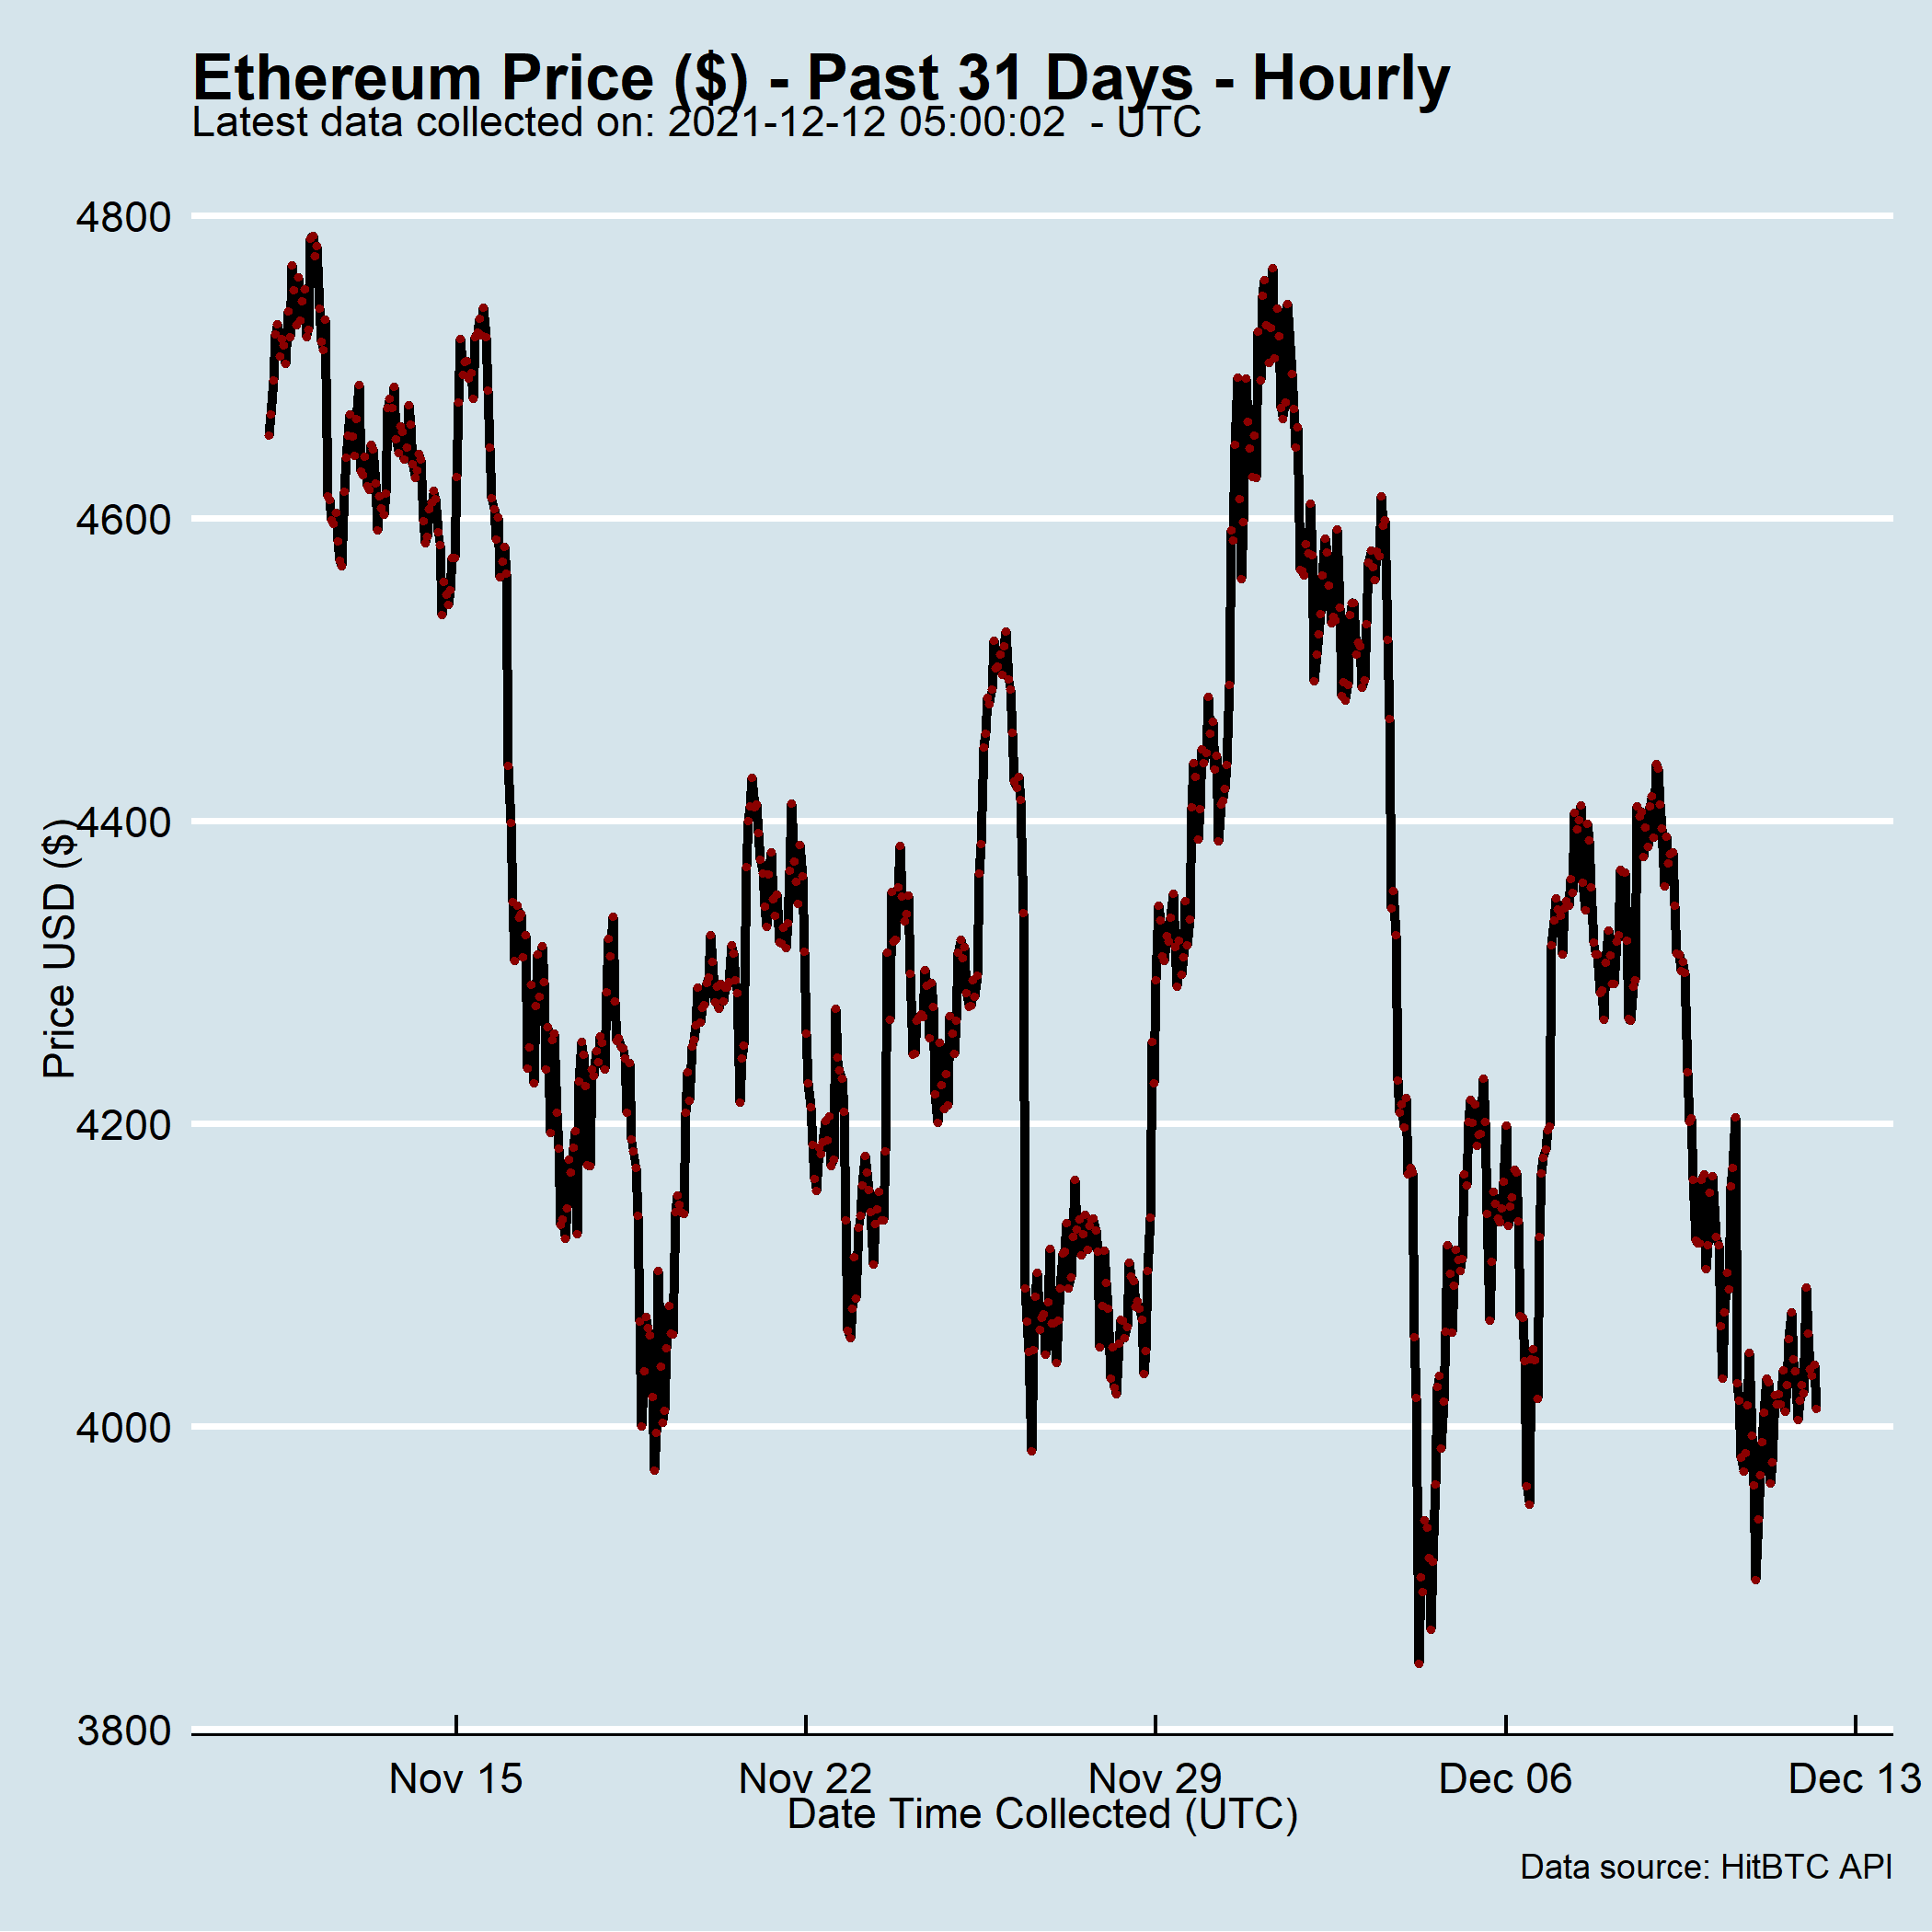 Ethereum Price ($) - Past 31 Days - Hourly
Latest data collected on: 2021-12-12 05:00:02  - UTC
4800
4600
4400
4200
4000
3800
Price USD ($)
Nov 15
Nov 22
Nov 29
Dec 06
Dec 13
Date Time Collected (UTC)
Data source: HitBTC API